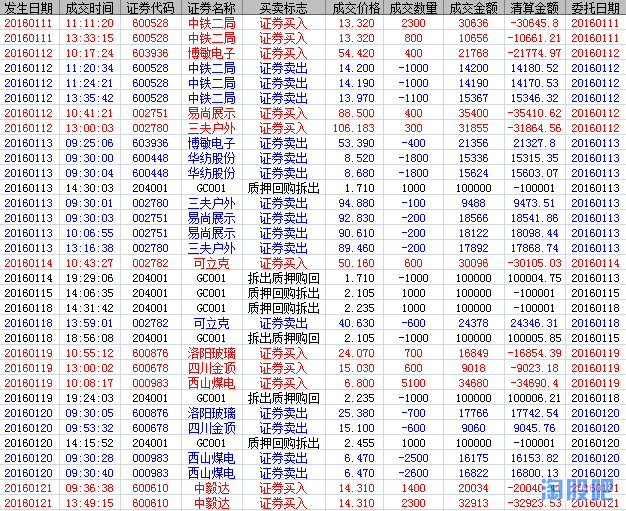 发生日期 成交时间 证券代码 证券名称 买卖标志 成交价格 成交数量 成交金额 清算金额 委托日期
20160111 11:11:20 600528 中铁二局 证券买入 13.320 2300 30636 -30645.8 20160111
20160111 13:33:15 600528 中铁二局 证券买入 13.320 800 10656 -10661.21 20160111
20160112 10:17:24 603936 博敏电子 证券买入 54.420 400 21768 -21774.97 20160112
20160112 11:20:34 600528 中铁二局 证券卖出 14.200 -1000 14200 14180.52 20160112
20160112 11:24:21 600528 中铁二局 证券卖出 14.190 -1000 14190 14170.53 20160112
20160112 13:35:42 600528 中铁二局 证券卖出 13.970 -1100 15367 15346.32 20160112
20160112 10:41:21 002751 易尚展示 证券买入 88.500 400 35400 -35410.62 20160112
20160112 13:00:03 002780 三夫户外 证券买入 106.183 300 31855 -31864.56 20160112
20160113 09:25:06 603936 博敏电子 证券卖出 53.390 -400 21356 21327.8 20160113
20160113 09:30:00 600448 华纺股份 证券卖出 8.520 -1800 15336 15315.35 20160113
20160113 09:30:04 600448 华纺股份 证券卖出 8.680 -1800 15624 15603.07 20160113
20160113 14:30:03 204001 GC001 质押回购拆出 1.710 1000 100000 -100001 20160113
20160113 09:30:01 002780 三夫户外 证券卖出 94.880 -100 9488 9473.51 20160113
20160113 09:30:03 002751 易尚展示 证券卖出 92.830 -200 18566 18541.86 20160113
20160113 10:06:55 002751 易尚展示 证券卖出 90.610 -200 18122 18098.44 20160113
20160113 13:16:38 002780 三夫户外 证券卖出 89.460 -200 17892 17868.74 20160113
20160114 10:43:27 002782 可立克 证券买入 50.160 600 30096 -30105.03 20160114
20160114 19:29:06 204001 GC001 拆出质押购回 1.710 -1000 100000 100004.75 20160113
20160115 14:06:35 204001 GC001 质押回购拆出 2.105 1000 100000 -100001 20160115
20160118 14:31:42 204001 GC001 质押回购拆出 2.235 1000 100000 -100001 20160118
20160118 13:59:01 002782 可立克 证券卖出 40.630 -600 24378 24346.31 20160118
20160118 18:56:08 204001 GC001 拆出质押购回 2.105 -1000 100000 100005.85 20160115
20160119 10:55:12 600876 洛阳玻璃 证券买入 24.070 700 16849 -16854.39 20160119
20160119 13:00:02 600678 四川金顶 证券买入 15.030 600 9018 -9023.18 20160119
20160119 10:08:17 000983 西山煤电 证券买入 6.800 5100 34680 -34690.4 20160119
20160119 19:24:03 204001 GC001 拆出质押购回 2.235 -1000 100000 100006.21 20160118
20160120 09:30:05 600876 洛阳玻璃 证券卖出 25.380 -700 17766 17742.54 20160120
20160120 09:53:32 600678 四川金顶 证券卖出 15.100 -600 9060 9045.76 20160120
20160120 14:15:52 204001 GC001 质押回购拆出 2.455 1000 100000 -100001 20160120
20160120 09:30:28 000983 西山煤电 证券卖出 6.470 -2500 16175 16153.82 20160120
20160120 09:30:40 000983 西山煤电 证券卖出 6.470 -2600 16822 16800.13 20160120
20160121 09:36:38 600610 中毅达 证券买入 14.310 1400 20034 20160121
20160121 13:49:15 600610 中毅达 证券买入 14.310 2300 32913 -32923.53 20160121
淘股吧